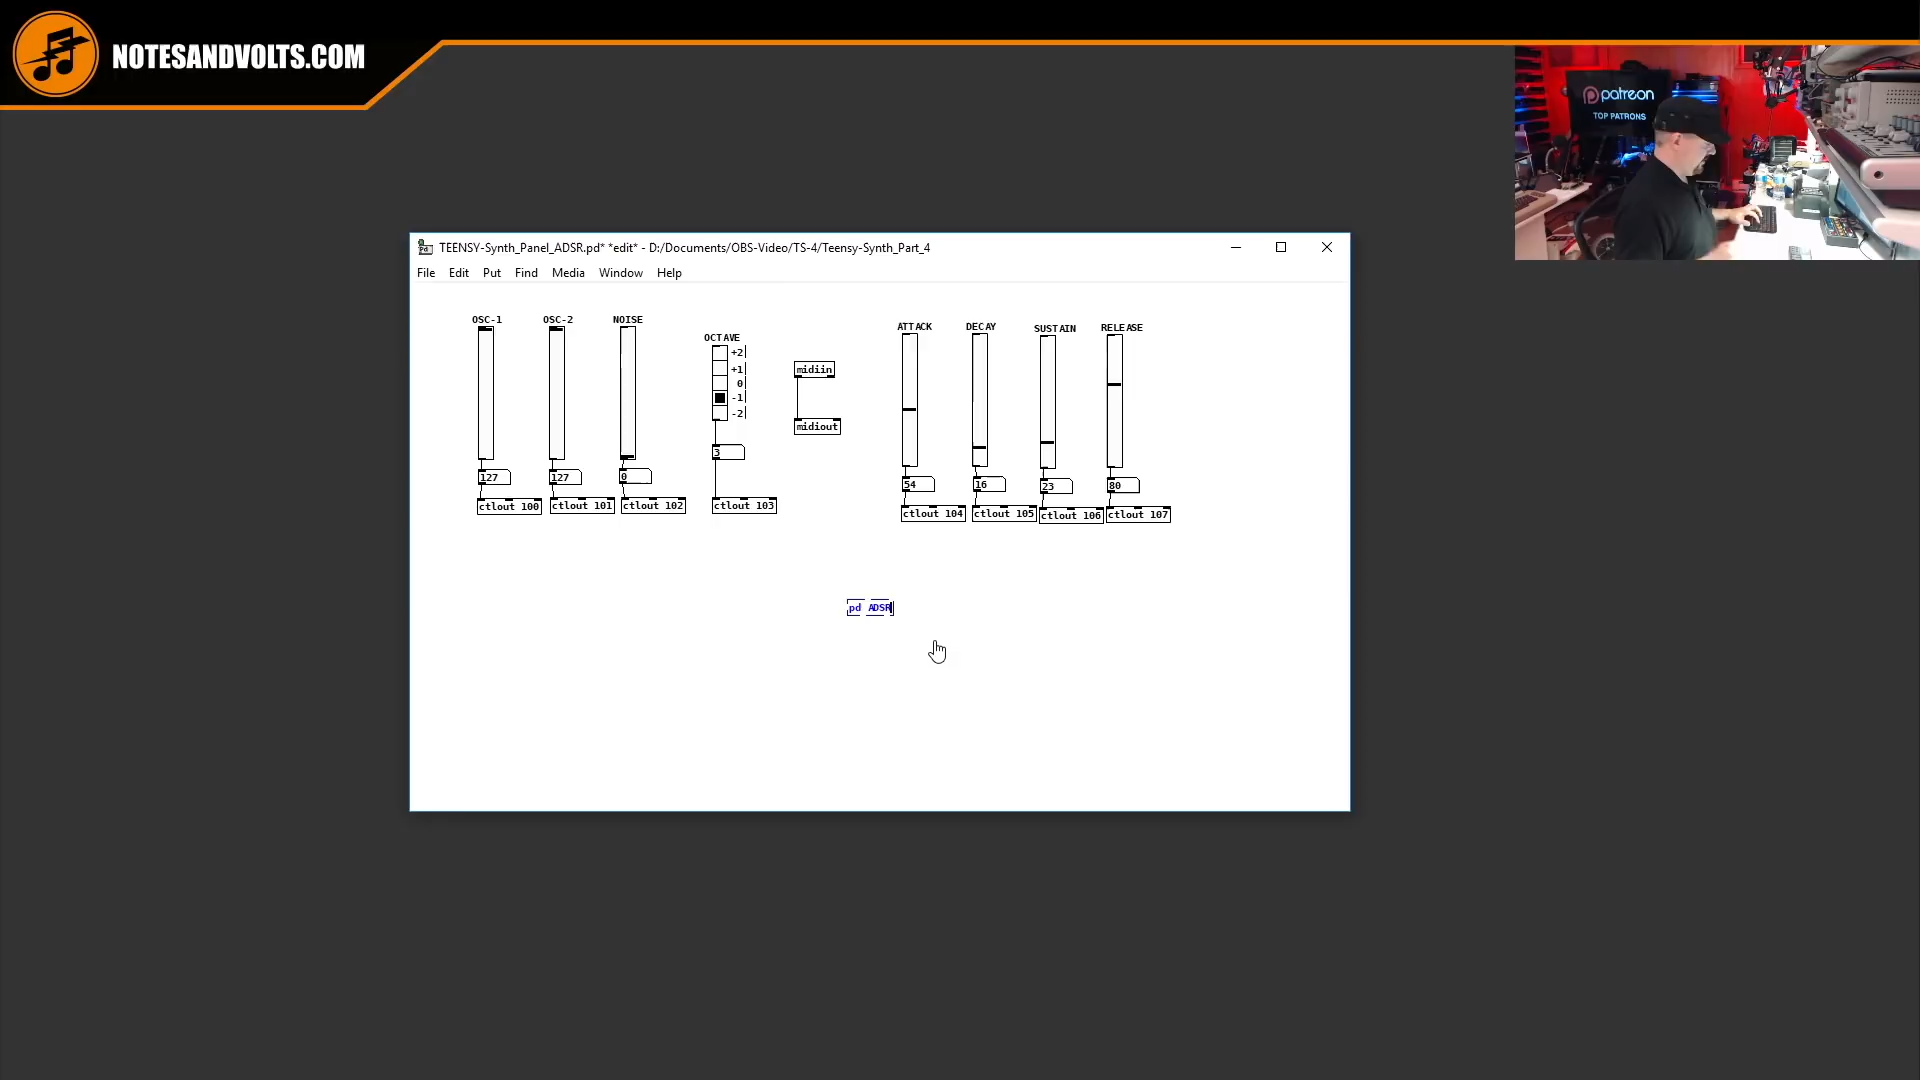 NOTESANDVOLTS.COM
patreon
TOP PATRONS
TEENSY-Synth_Panel_ADSR.pd* *edit* - D:/Documents/OBS-Video/TS-4/Teensy-Synth_Part_4
File Edit Put Find Media Window Help
OSC-1 OSC-2 NOISE
OCTAVE
+2
+1
0
-1
-2
midiin
midiout
ATTACK DECAY SUSTAIN RELEASE
127 127 0 3
54 16 23 80
ctlout 100 ctlout 101 ctlout 102 ctlout 103
ctlout 104 ctlout 105 ctlout 106 ctlout 107
pd ADSR